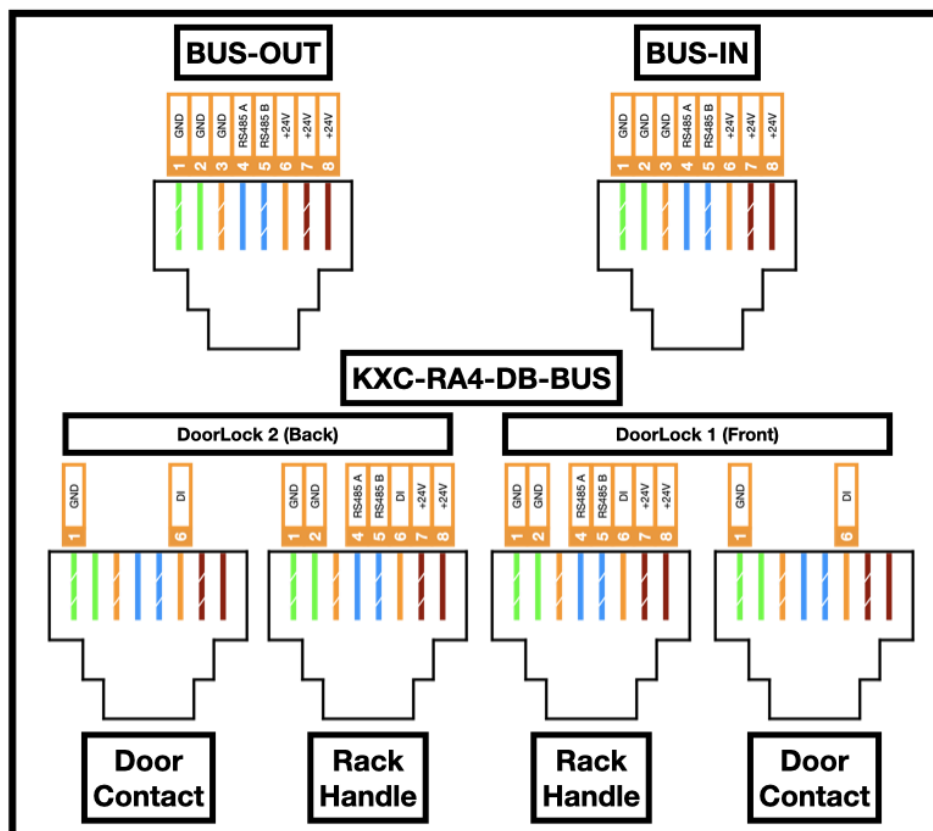 BUS-OUT
BUS-IN
GND GND GND RS485 A RS485 B +24V +24V +24V
1 2 3 4 5 6 7 8
GND GND GND RS485 A RS485 B +24V +24V +24V
1 2 3 4 5 6 7 8
KXC-RA4-DB-BUS
DoorLock 2 (Back)
DoorLock 1 (Front)
GND DI
1 6
GND GND RS485 A RS485 B DI +24V +24V
1 2 4 5 6 7 8
GND GND RS485 A RS485 B DI +24V +24V
1 2 4 5 6 7 8
GND DI
1 6
Door
Contact
Rack
Handle
Rack
Handle
Door
Contact